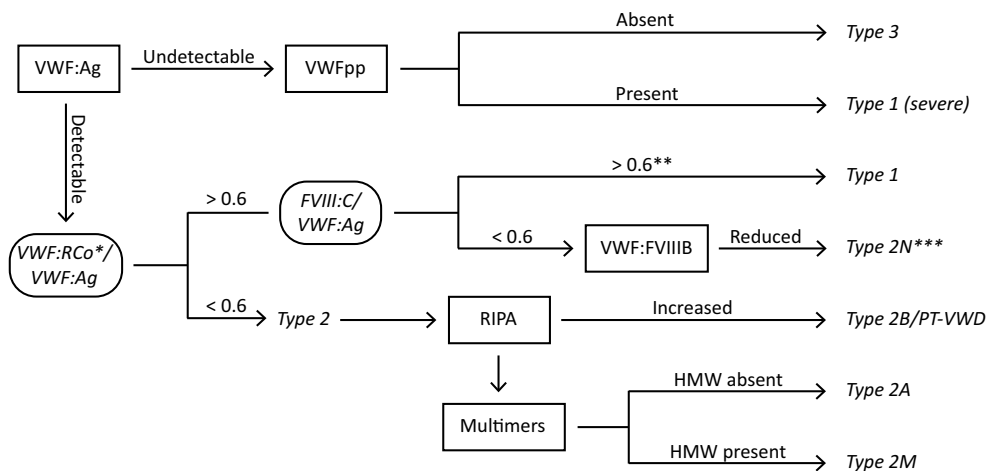 Absent
Type 3
VWF:Ag
Undetectable
VWFpp
Present
Type 1 (severe)
Detectable
> 0.6**
Type 1
> 0.6
FVIII:C/
VWF:Ag
< 0.6
VWF:FVIIIB
Reduced
Type 2N***
VWF:RCo*/
VWF:Ag
< 0.6
Type 2
RIPA
Increased
Type 2B/PT-VWD
HMW absent
Type 2A
Multimers
HMW present
Type 2M